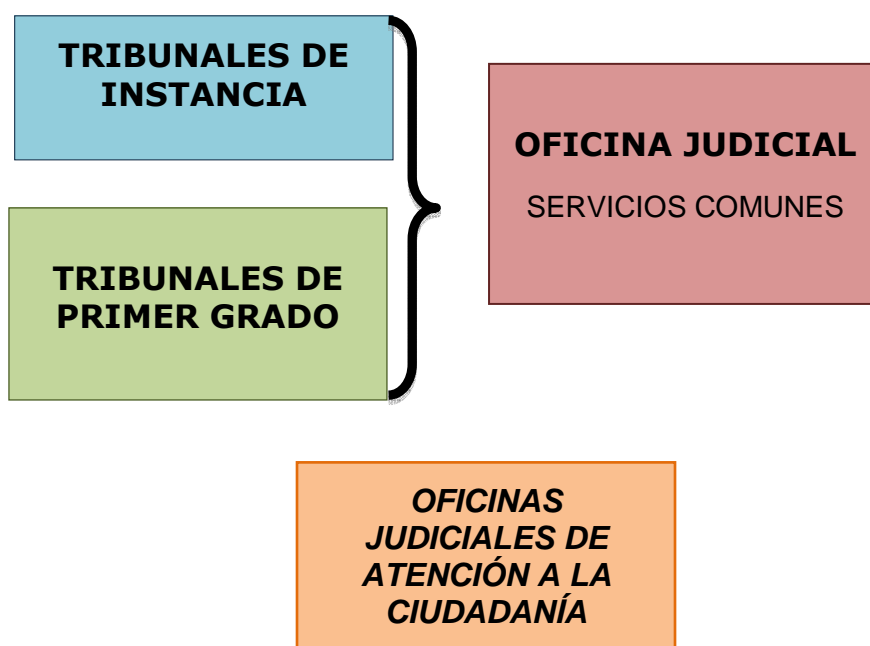 TRIBUNALES DE
INSTANCIA
TRIBUNALES DE
PRIMER GRADO
OFICINA JUDICIAL
SERVICIOS COMUNES
OFICINAS
JUDICIALES DE
ATENCIÓN A LA
CIUDADANÍA